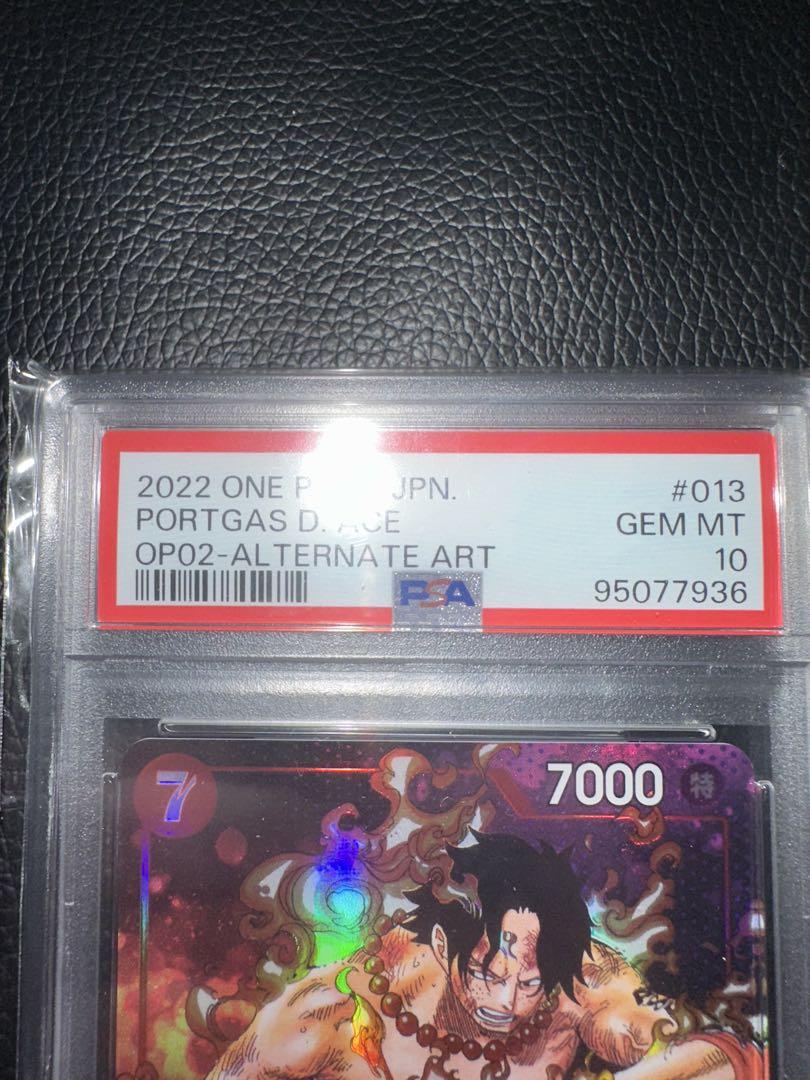 2022 ONE P JPN.
PORTGAS D. ACE
OP02-ALTERNATE ART
#013
GEM MT
10
95077936
PSA
7
7000
特